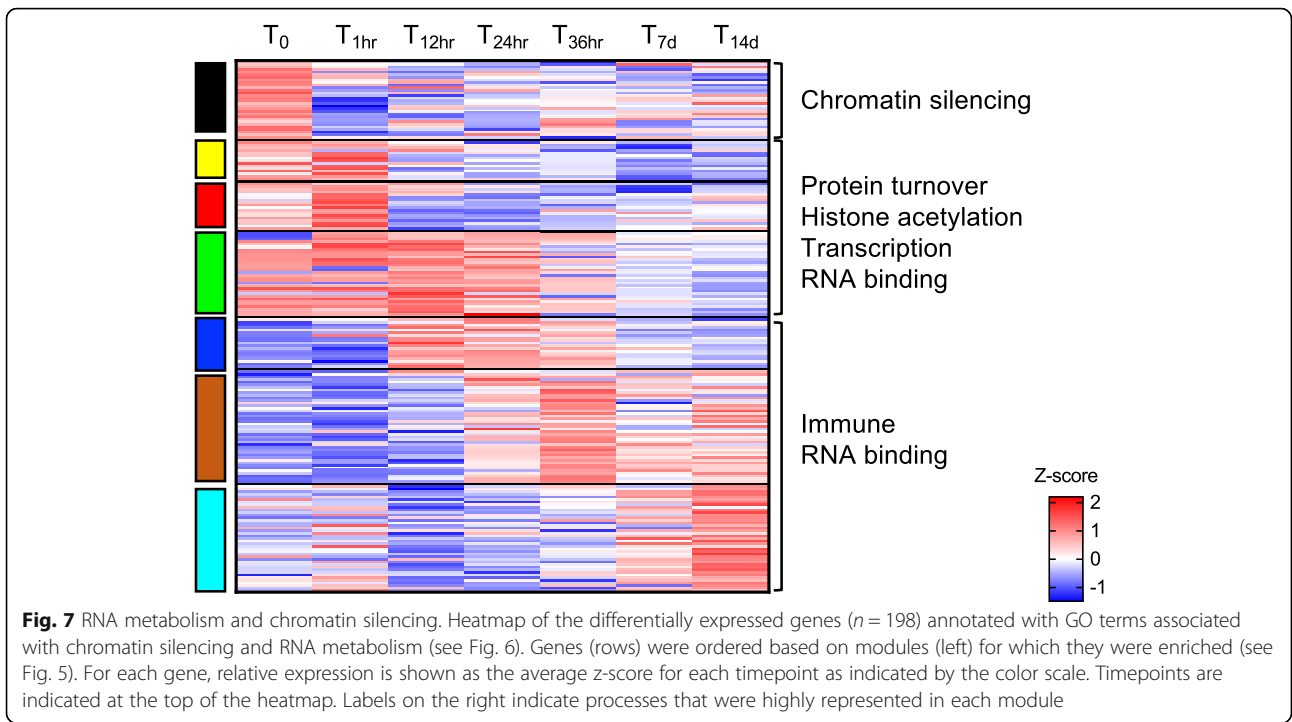 T0 T1hr T12hr T24hr T36hr T7d T14d
Chromatin silencing
Protein turnover
Histone acetylation
Transcription
RNA binding
Immune
RNA binding
Z-score
2
1
0
-1
Fig. 7 RNA metabolism and chromatin silencing. Heatmap of the differentially expressed genes (n = 198) annotated with GO terms associated
with chromatin silencing and RNA metabolism (see Fig. 6). Genes (rows) were ordered based on modules (left) for which they were enriched (see
Fig. 5). For each gene, relative expression is shown as the average z-score for each timepoint as indicated by the color scale. Timepoints are
indicated at the top of the heatmap. Labels on the right indicate processes that were highly represented in each module